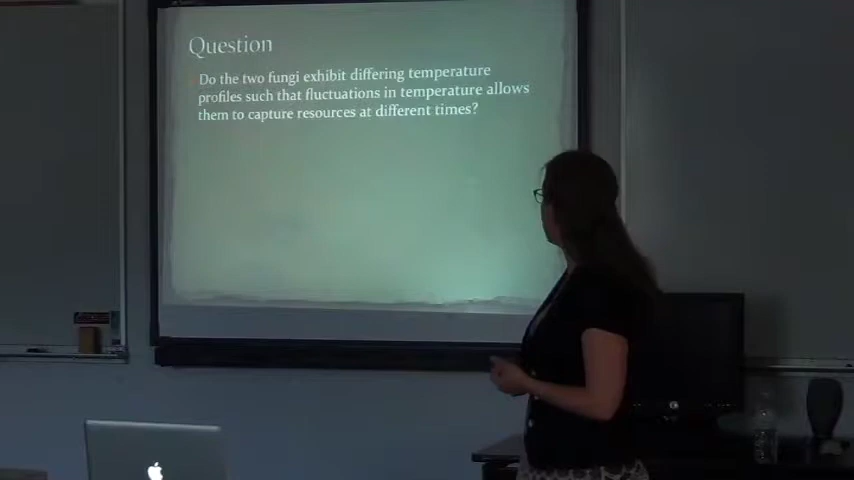 Question
Do the two fungi exhibit differing temperature
profiles such that fluctuations in temperature allows
them to capture resources at different times?